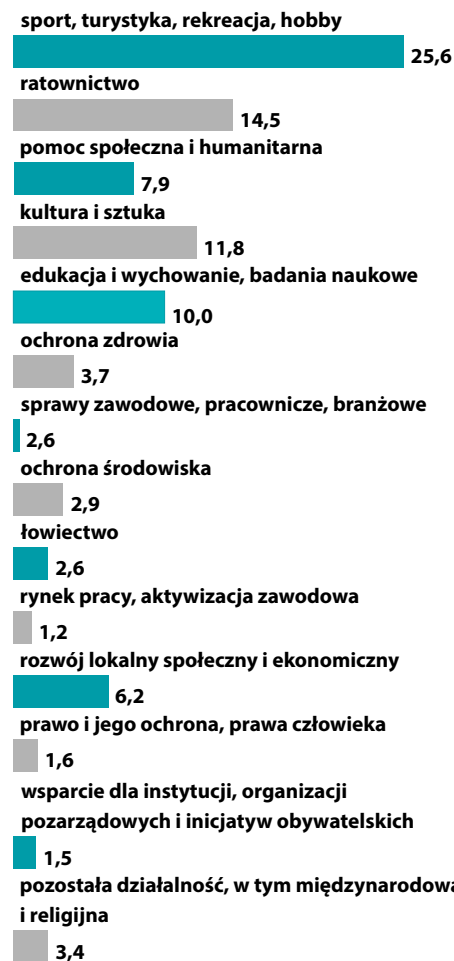 sport, turystyka, rekreacja, hobby
25,6
ratownictwo
14,5
pomoc społeczna i humanitarna
7,9
kultura i sztuka
11,8
edukacja i wychowanie, badania naukowe
10,0
ochrona zdrowia
3,7
sprawy zawodowe, pracownicze, branżowe
2,6
ochrona środowiska
2,9
łowiectwo
2,6
rynek pracy, aktywizacja zawodowa
1,2
rozwój lokalny społeczny i ekonomiczny
6,2
prawo i jego ochrona, prawa człowieka
1,6
wsparcie dla instytucji, organizacji
pozarządowych i inicjatyw obywatelskich
1,5
pozostała działalność, w tym międzynarodowa
i religijna
3,4